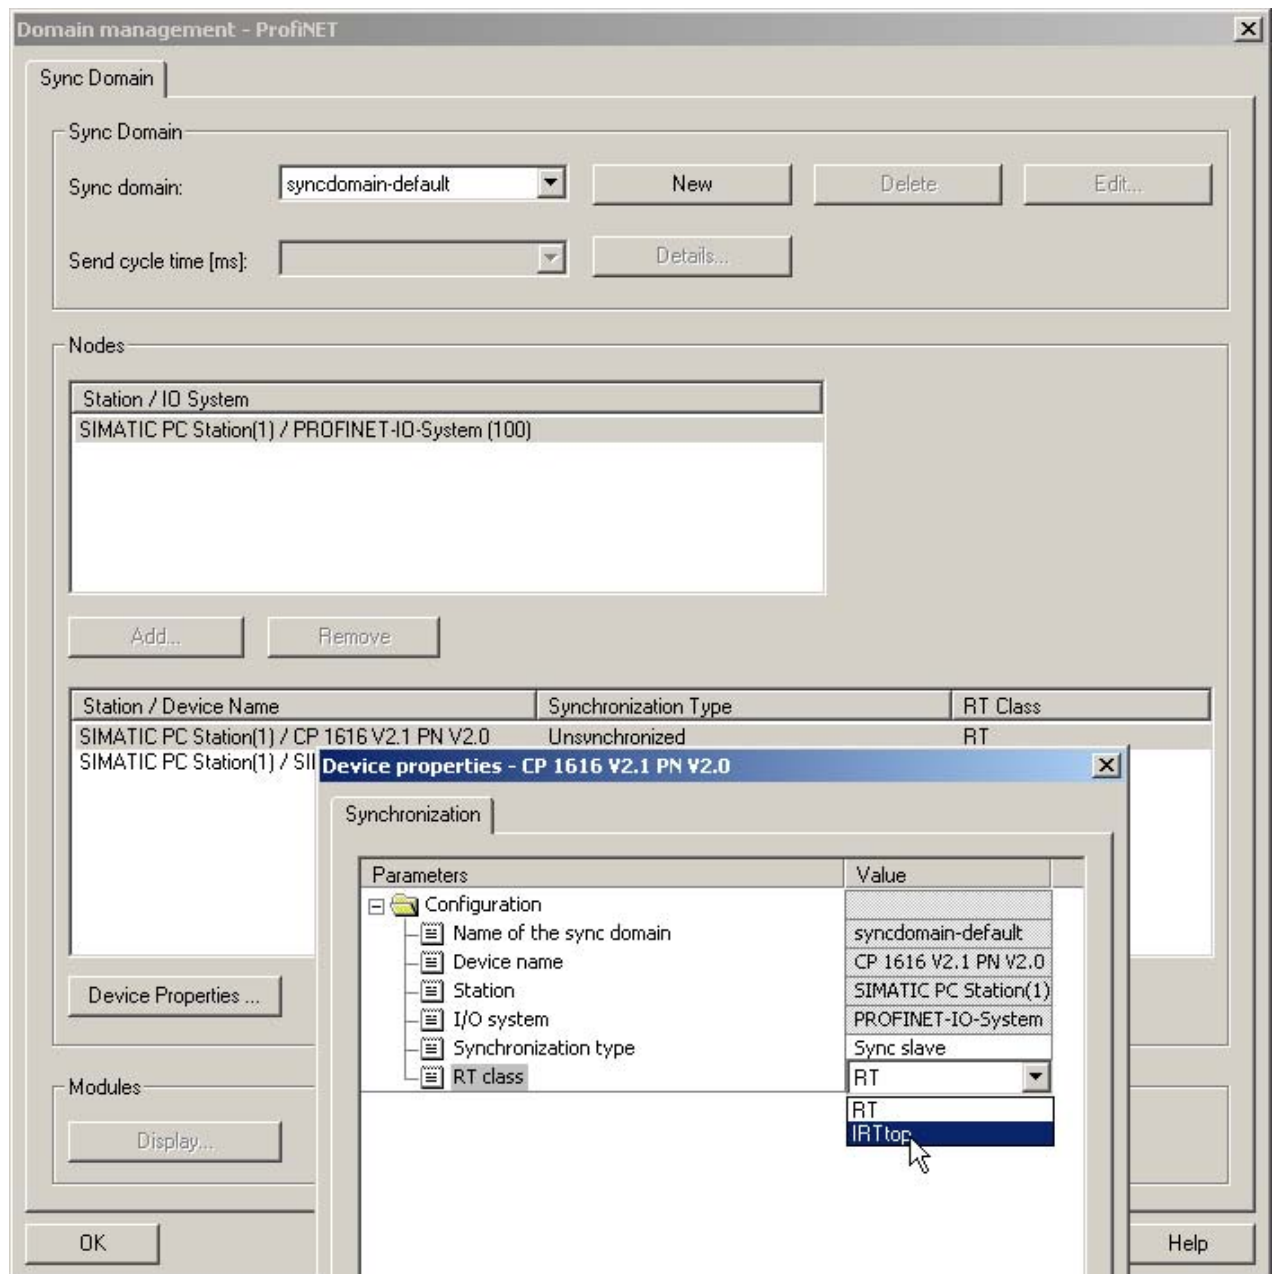 Domain management - ProfiNET
Sync Domain
Sync Domain
Sync domain: syncdomain-default New Delete Edit...
Send cycle time [ms]: Details...
Nodes
Station / IO System
SIMATIC PC Station(1) / PROFINET-IO-System (100)
Add... Remove
Station / Device Name Synchronization Type RT Class
SIMATIC PC Station(1) / CP 1616 V2.1 PN V2.0 Unsynchronized RT
SIMATIC PC Station(1) /
Device properties - CP 1616 V2.1 PN V2.0
Synchronization
Parameters Value
Configuration
Name of the sync domain syncdomain-default
Device name CP 1616 V2.1 PN V2.0
Station SIMATIC PC Station(1)
I/O system PROFINET-IO-System
Synchronization type Sync slave
RT class RT
RT
IRTtop
Device Properties ...
Modules
Display...
OK Help